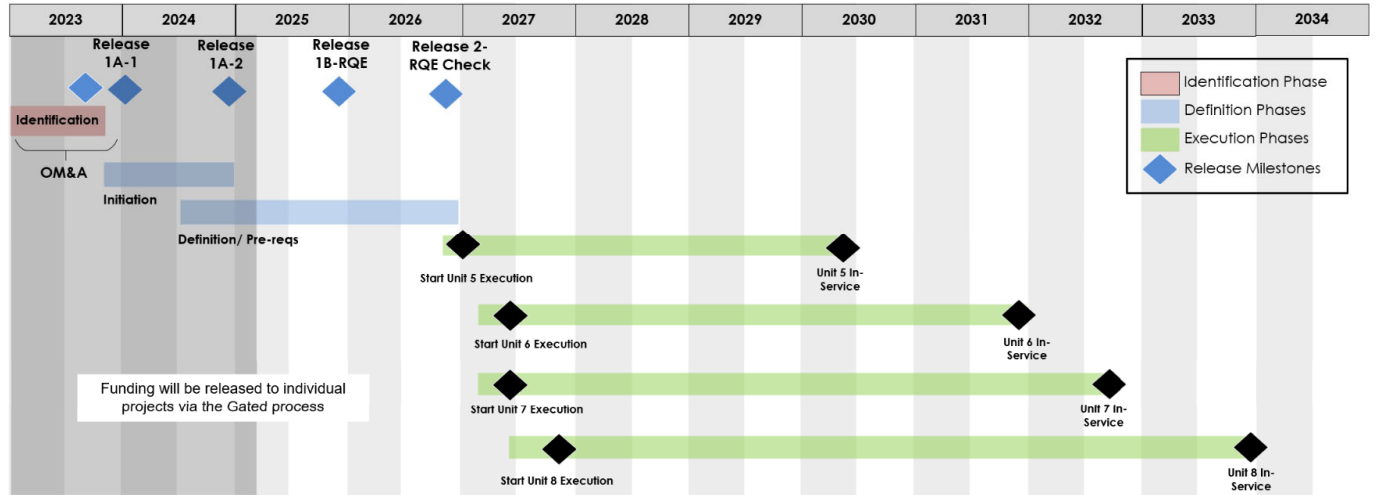 2023 2024 2025 2026 2027 2028 2029 2030 2031 2032 2033 2034
Release
1A-1
Release
1A-2
Release
1B-RQE
Release 2-
RQE Check
Identification Phase
Definition Phases
Execution Phases
Release Milestones
Identification
OM&A
Initiation
Definition/ Pre-reqs
Start Unit 5 Execution
Unit 5 In-
Service
Start Unit 6 Execution
Unit 6 In-
Service
Funding will be released to individual
projects via the Gated process
Start Unit 7 Execution
Unit 7 In-
Service
Start Unit 8 Execution
Unit 8 In-
Service